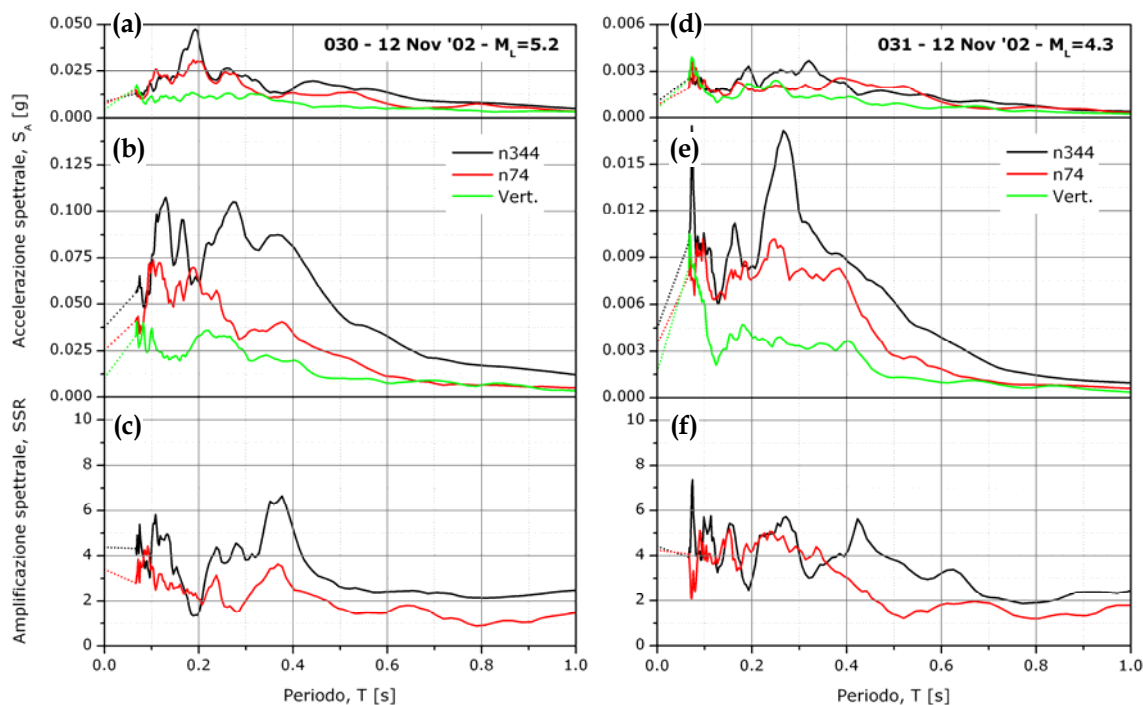 (a)
030 - 12 Nov '02 - M_L=5.2
0.050
0.025
0.000
(b)
n344
n74
Vert.
0.125
0.100
0.075
0.050
0.025
0.000
Accelerazione spettrale, S_A [g]
(c)
10
8
6
4
2
0
Amplificazione spettrale, SSR
0.0 0.2 0.4 0.6 0.8 1.0
Periodo, T [s]
(d)
031 - 12 Nov '02 - M_L=4.3
0.006
0.003
0.000
(e)
n344
n74
Vert.
0.015
0.012
0.009
0.006
0.003
0.000
(f)
10
8
6
4
2
0
0.0 0.2 0.4 0.6 0.8 1.0
Periodo, T [s]